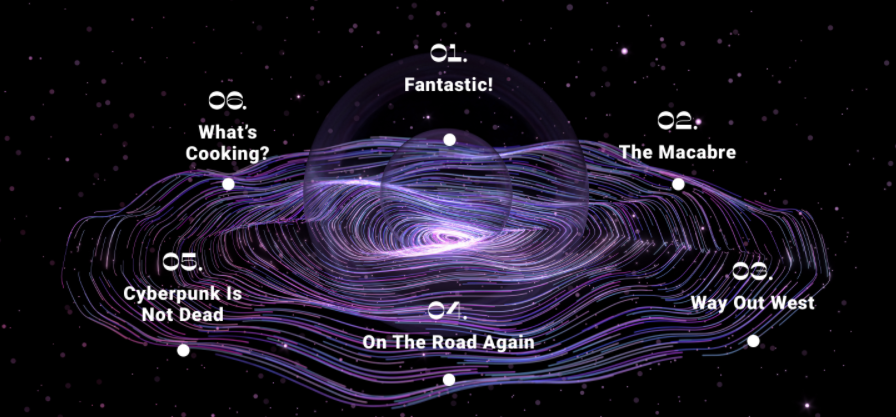 01.
Fantastic!
02.
The Macabre
03.
Way Out West
04.
On The Road Again
05.
Cyberpunk Is
Not Dead
06.
What's
Cooking?